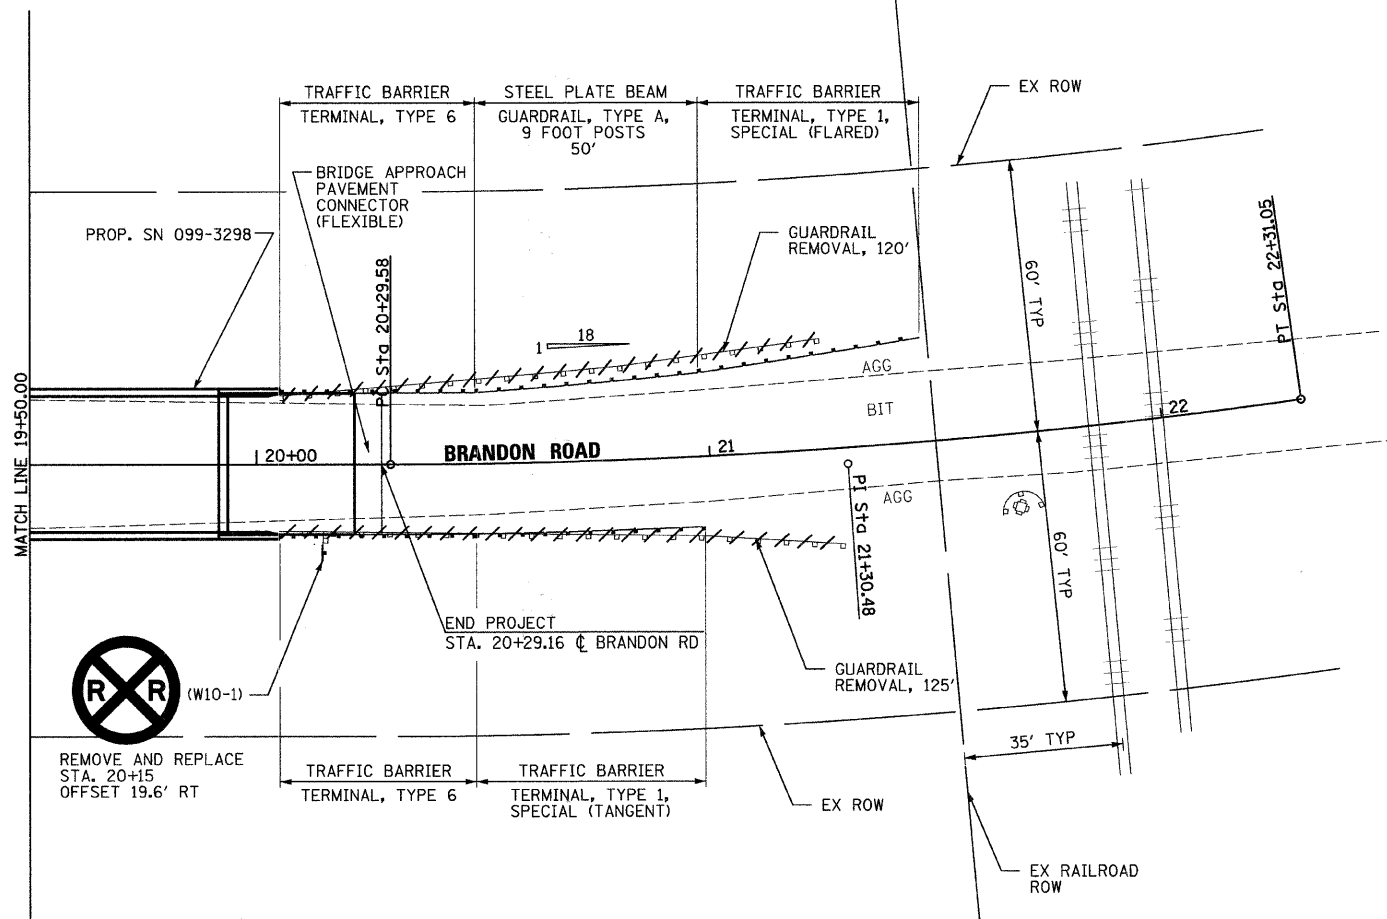 TRAFFIC BARRIER
TERMINAL, TYPE 6
STEEL PLATE BEAM
GUARDRAIL, TYPE A,
9 FOOT POSTS
50'
TRAFFIC BARRIER
TERMINAL, TYPE 1,
SPECIAL (FLARED)
EX ROW
BRIDGE APPROACH
PAVEMENT
CONNECTOR
(FLEXIBLE)
PROP. SN 099-3298
GUARDRAIL
REMOVAL, 120'
PC Sta 20+29.58
60' TYP
PT Sta 22+31.05
1
18
AGG
BIT
22
MATCH LINE 19+50.00
20+00
BRANDON ROAD
21
AGG
PI Sta 21+30.48
60' TYP
END PROJECT
STA. 20+29.16 ℄ BRANDON RD
GUARDRAIL
REMOVAL, 125'
R R
(W10-1)
REMOVE AND REPLACE
STA. 20+15
OFFSET 19.6' RT
TRAFFIC BARRIER
TERMINAL, TYPE 6
TRAFFIC BARRIER
TERMINAL, TYPE 1,
SPECIAL (TANGENT)
35' TYP
EX ROW
EX RAILROAD
ROW